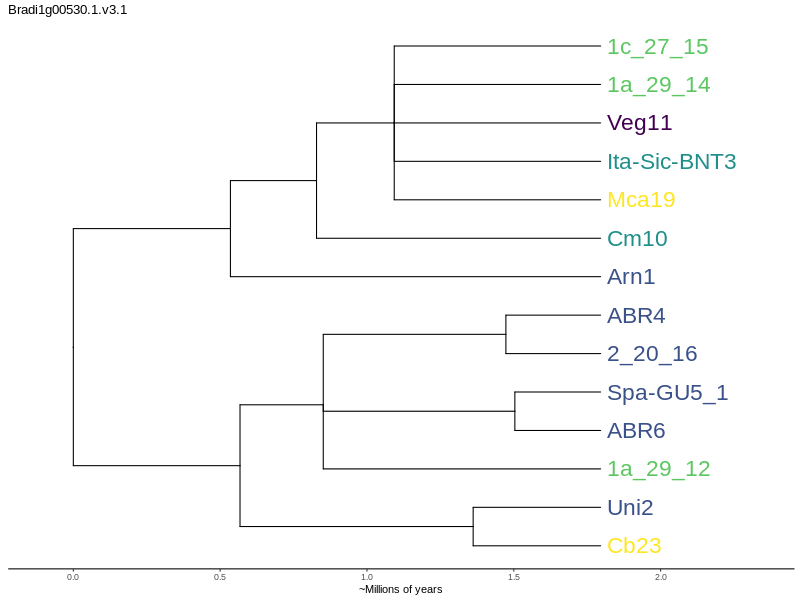 Bradi1g00530.1.v3.1
1c_27_15
1a_29_14
Veg11
Ita-Sic-BNT3
Mca19
Cm10
Arn1
ABR4
2_20_16
Spa-GU5_1
ABR6
1a_29_12
Uni2
Cb23
0.0 0.5 1.0 1.5 2.0
~Millions of years